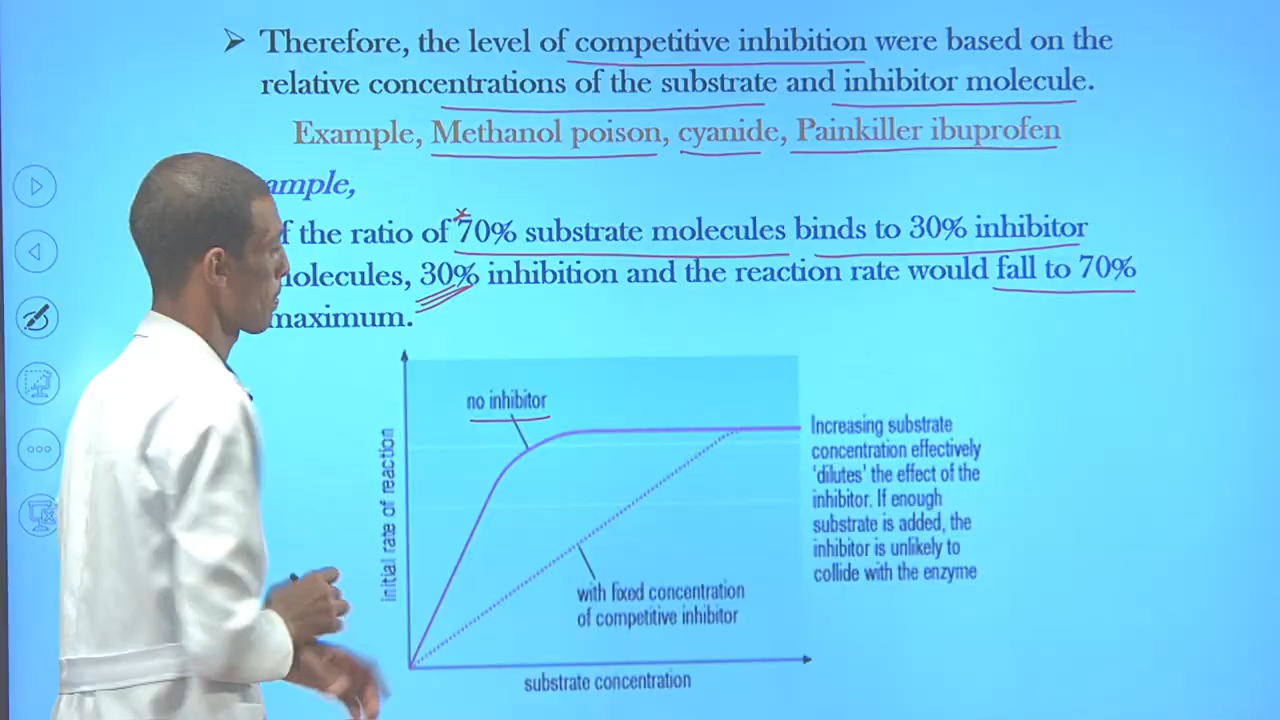 Therefore, the level of competitive inhibition were based on the
relative concentrations of the substrate and inhibitor molecule.
Example, Methanol poison, cyanide, Painkiller ibuprofen
ample,
f the ratio of 70% substrate molecules binds to 30% inhibitor
olecules, 30% inhibition and the reaction rate would fall to 70%
maximum.
no inhibitor
initial rate of reaction
with fixed concentration
of competitive inhibitor
substrate concentration
Increasing substrate
concentration effectively
'dilutes' the effect of the
inhibitor. If enough
substrate is added, the
inhibitor is unlikely to
collide with the enzyme